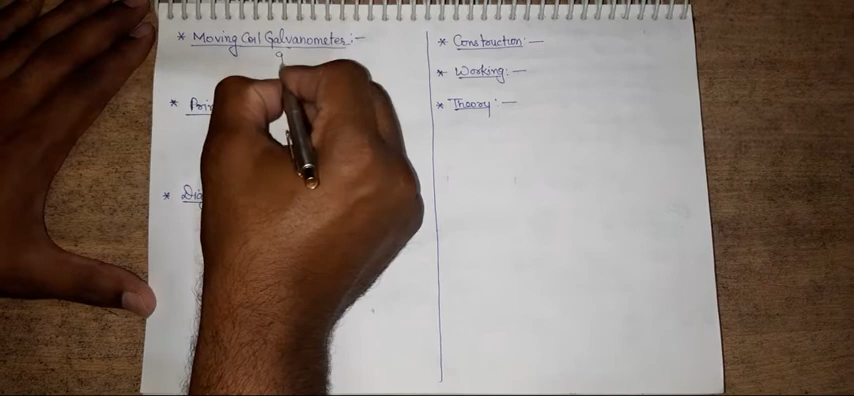 * Moving Coil Galvanometer :-
* Construction :-
* Working :-
* Theory :-